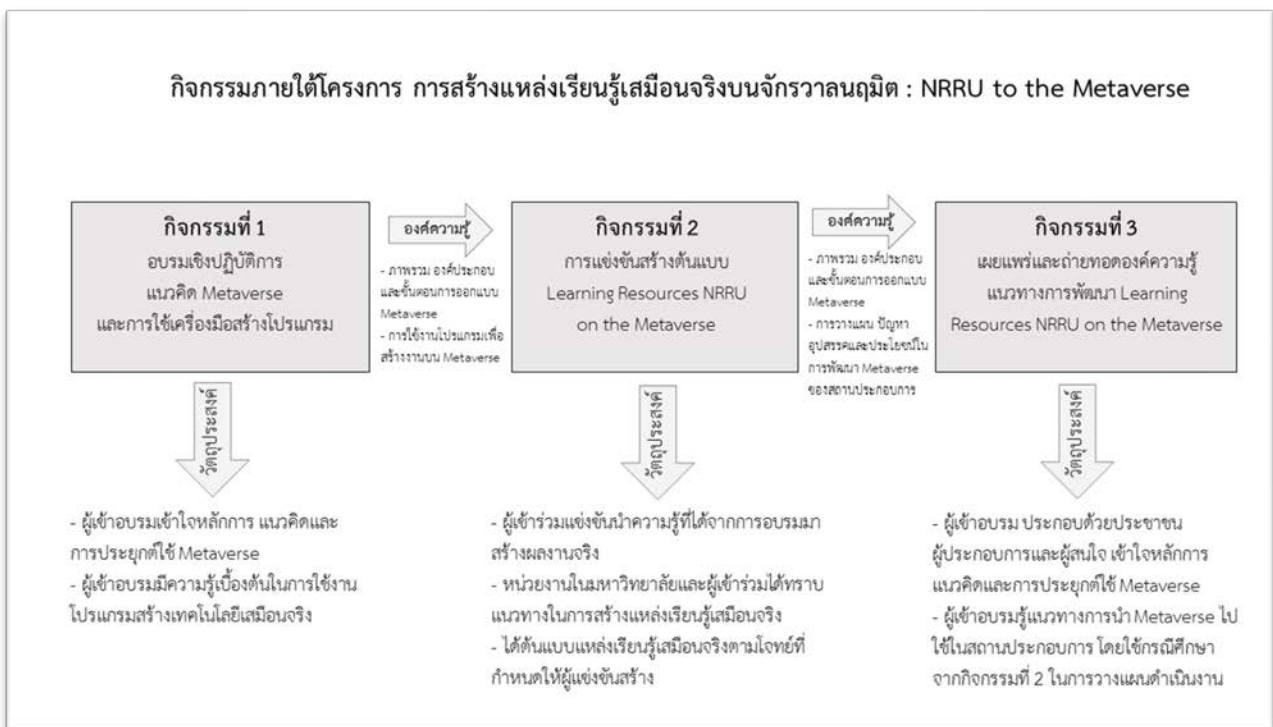 กิจกรรมภายใต้โครงการ การสร้างแหล่งเรียนรู้เสมือนจริงบนจักรวาลนฤมิต : NRRU to the Metaverse
กิจกรรมที่ 1
อบรมเชิงปฏิบัติการ
แนวคิด Metaverse
และการใช้เครื่องมือสร้างโปรแกรม
องค์ความรู้
- ภาพรวม องค์ประกอบ
และขั้นตอนการออกแบบ
Metaverse
- การใช้งานโปรแกรมเพื่อ
สร้างงานบน Metaverse
กิจกรรมที่ 2
การแข่งขันสร้างต้นแบบ
Learning Resources NRRU
on the Metaverse
องค์ความรู้
- ภาพรวม องค์ประกอบ
และขั้นตอนการออกแบบ
Metaverse
- การวางแผน ปัญหา
อุปสรรคและประโยชน์ใน
การพัฒนา Metaverse
ของสถานประกอบการ
กิจกรรมที่ 3
เผยแพร่และถ่ายทอดองค์ความรู้
แนวทางการพัฒนา Learning
Resources NRRU on the Metaverse
วัตถุประสงค์
- ผู้เข้าอบรมเข้าใจหลักการ แนวคิดและ
การประยุกต์ใช้ Metaverse
- ผู้เข้าอบรมมีความรู้เบื้องต้นในการใช้งาน
โปรแกรมสร้างเทคโนโลยีเสมือนจริง
วัตถุประสงค์
- ผู้เข้าร่วมแข่งขันนำความรู้ที่ได้จากการอบรมมา
สร้างผลงานจริง
- หน่วยงานในมหาวิทยาลัยและผู้เข้าร่วมได้ทราบ
แนวทางในการสร้างแหล่งเรียนรู้เสมือนจริง
- ได้ต้นแบบแหล่งเรียนรู้เสมือนจริงตามโจทย์ที่
กำหนดให้ผู้แข่งขันสร้าง
วัตถุประสงค์
- ผู้เข้าอบรม ประกอบด้วยประชาชน
ผู้ประกอบการและผู้สนใจ เข้าใจหลักการ
แนวคิดและการประยุกต์ใช้ Metaverse
- ผู้เข้าอบรมรู้แนวทางการนำ Metaverse ไป
ใช้ในสถานประกอบการ โดยใช้กรณีศึกษา
จากกิจกรรมที่ 2 ในการวางแผนดำเนินงาน